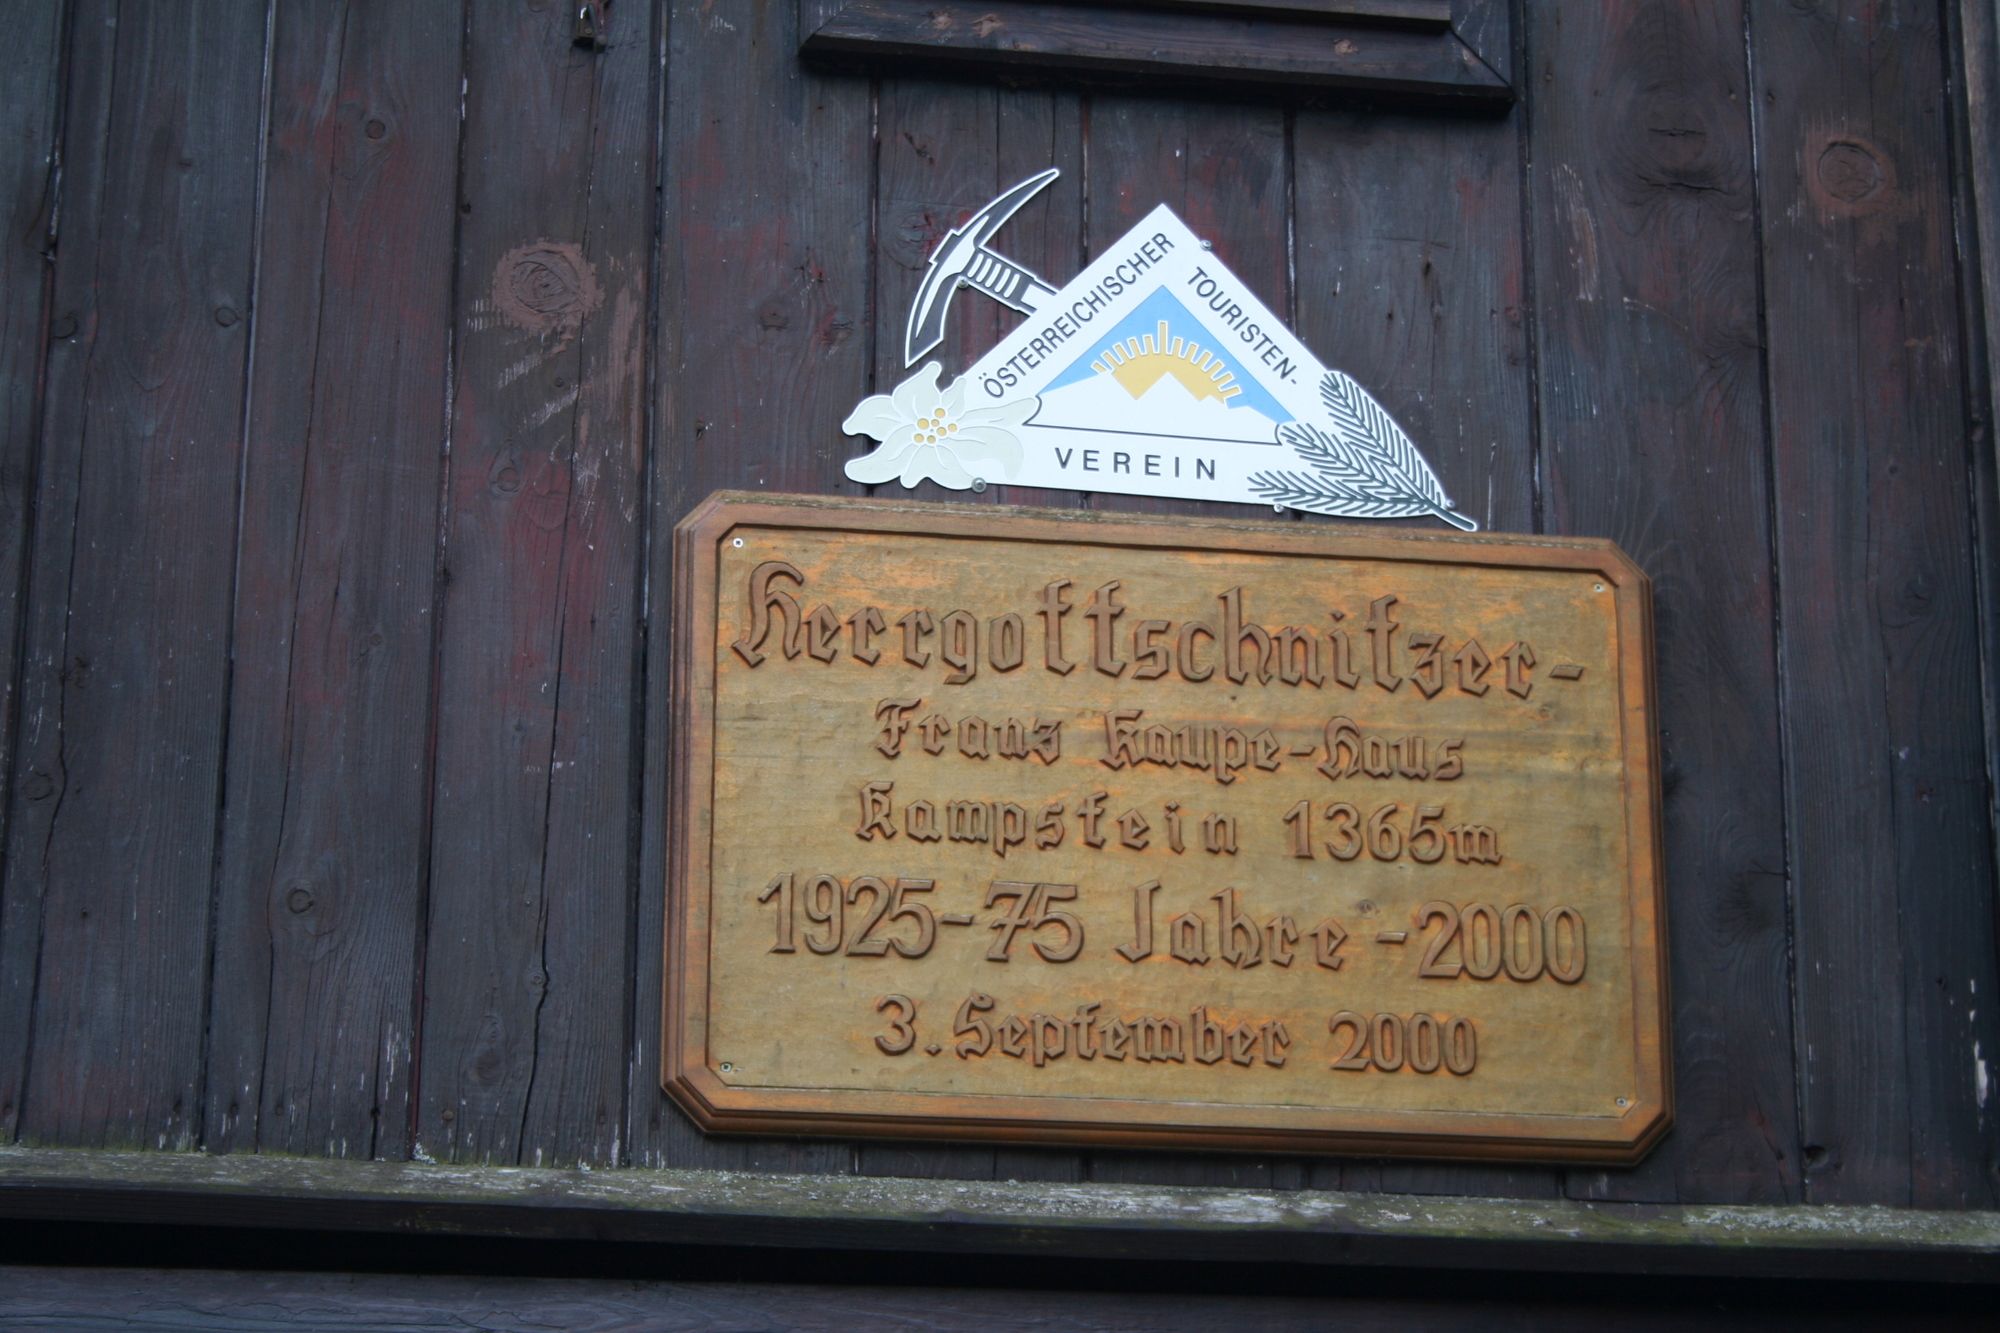 ÖSTERREICHISCHER
TOURISTEN-
VEREIN
Herrgottschnitzer-
Franz Kaupe-Haus
Kampstein 1365m
1925-75 Jahre-2000
3. September 2000